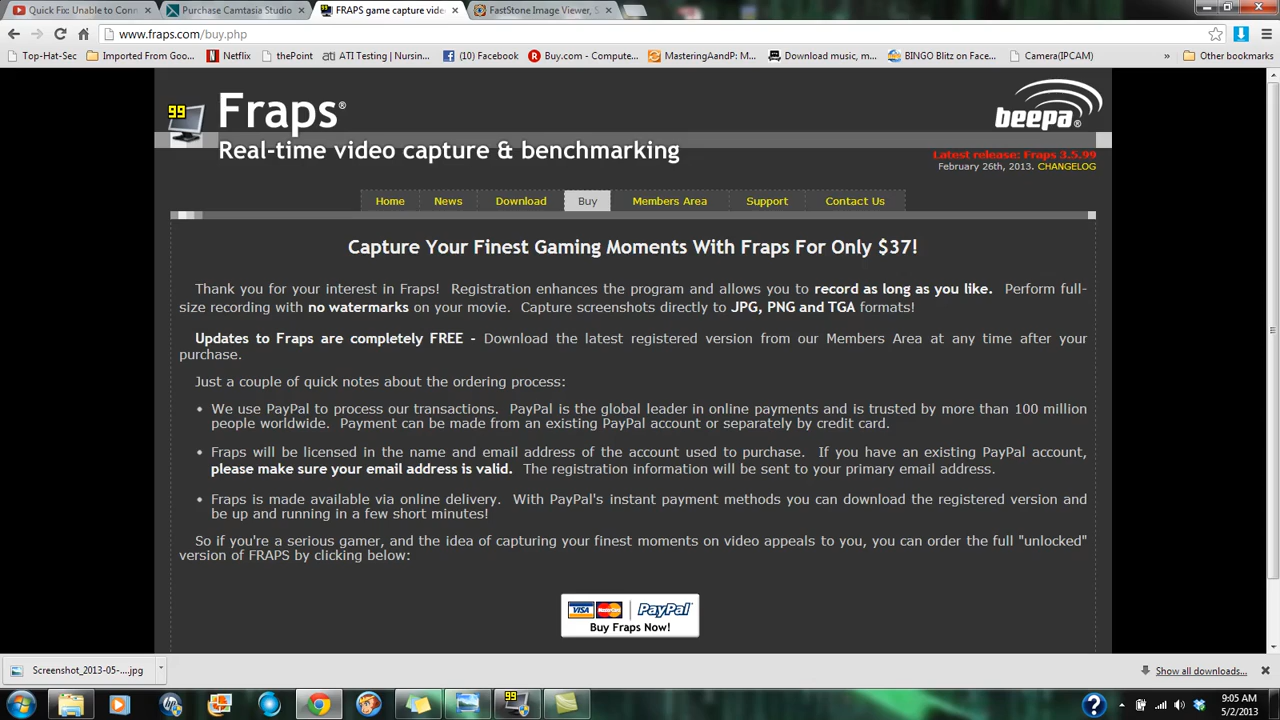 Quick Fix: Unable to Conn
Purchase Camtasia Studio
FRAPS game capture vide
FastStone Image Viewer, S
www.fraps.com/buy.php
Top-Hat-Sec
Imported From Goo...
Netflix
thePoint
ati ATI Testing | Nursin...
(10) Facebook
Buy.com - Compute...
MasteringAandP: M...
Download music, m...
BINGO Blitz on Face...
Camera(IPCAM)
»
Other bookmarks
99
Fraps®
beepa®
Real-time video capture & benchmarking
Latest release: Fraps 3.5.99
February 26th, 2013. CHANGELOG
Home
News
Download
Buy
Members Area
Support
Contact Us
Capture Your Finest Gaming Moments With Fraps For Only $37!
Thank you for your interest in Fraps! Registration enhances the program and allows you to record as long as you like. Perform full-
size recording with no watermarks on your movie. Capture screenshots directly to JPG, PNG and TGA formats!
Updates to Fraps are completely FREE - Download the latest registered version from our Members Area at any time after your
purchase.
Just a couple of quick notes about the ordering process:
• We use PayPal to process our transactions. PayPal is the global leader in online payments and is trusted by more than 100 million
people worldwide. Payment can be made from an existing PayPal account or separately by credit card.
• Fraps will be licensed in the name and email address of the account used to purchase. If you have an existing PayPal account,
please make sure your email address is valid. The registration information will be sent to your primary email address.
• Fraps is made available via online delivery. With PayPal's instant payment methods you can download the registered version and
be up and running in a few short minutes!
So if you're a serious gamer, and the idea of capturing your finest moments on video appeals to you, you can order the full "unlocked"
version of FRAPS by clicking below:
VISA MasterCard PayPal
Buy Fraps Now!
Screenshot_2013-05-....jpg
Show all downloads...
99
9:05 AM
5/2/2013